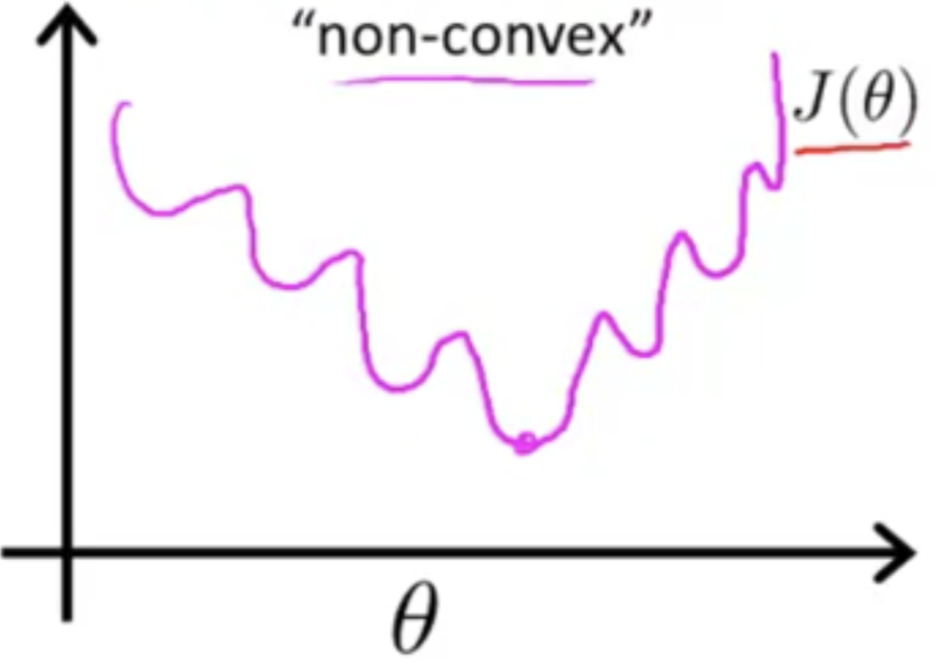 “non-convex”
J(θ)
θ